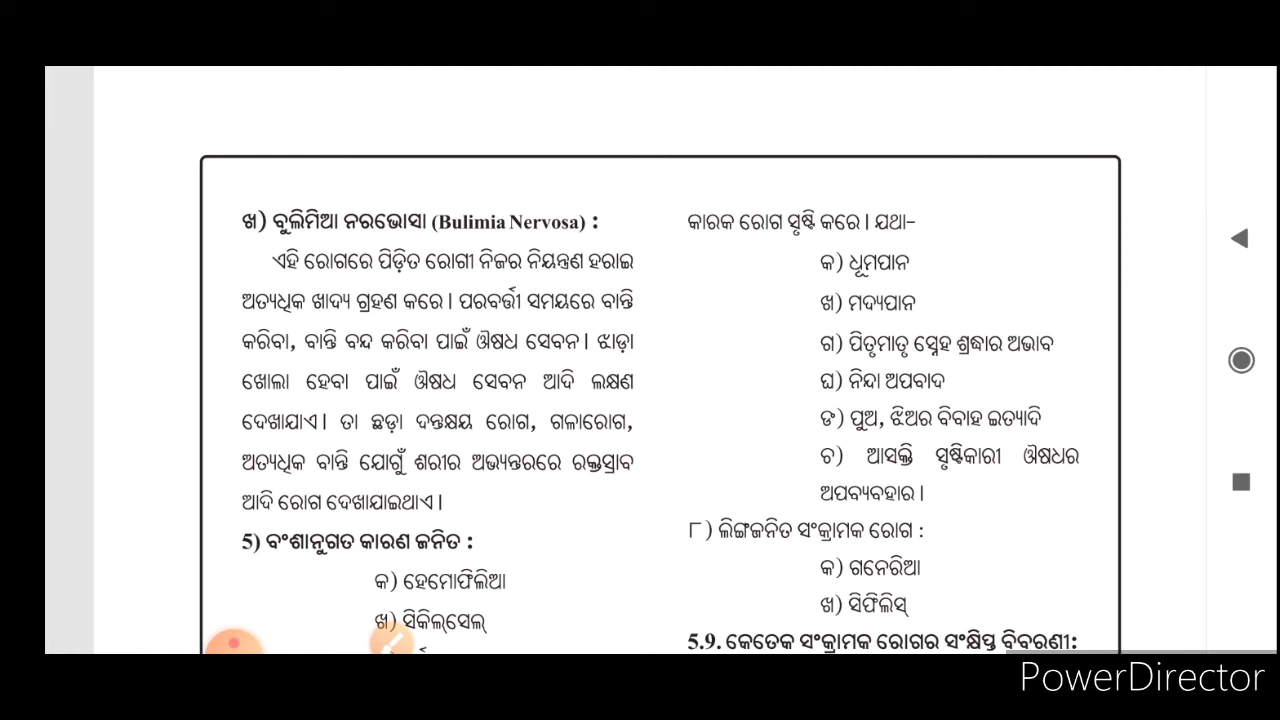 ଖ) ବୁଲିମିଆ ନରଭୋସା (Bulimia Nervosa) :
ଏହି ରୋଗରେ ପିଡ଼ିତ ରୋଗୀ ନିଜର ନିୟନ୍ତ୍ରଣ ହରାଇ
ଅତ୍ୟଧିକ ଖାଦ୍ୟ ଗ୍ରହଣ କରେ। ପରବର୍ତ୍ତୀ ସମୟରେ ବାନ୍ତି
କରିବା, ବାନ୍ତି ବନ୍ଦ କରିବା ପାଇଁ ଔଷଧ ସେବନ। ଝାଡ଼ା
ଖୋଲା ହେବା ପାଇଁ ଔଷଧ ସେବନ ଆଦି ଲକ୍ଷଣ
ଦେଖାଯାଏ। ତା ଛଡ଼ା ଦନ୍ତକ୍ଷୟ ରୋଗ, ଗଳାରୋଗ,
ଅତ୍ୟଧିକ ବାନ୍ତି ଯୋଗୁଁ ଶରୀର ଅଭ୍ୟନ୍ତରରେ ରକ୍ତସ୍ରାବ
ଆଦି ରୋଗ ଦେଖାଯାଇଥାଏ।
5) ବଂଶାନୁଗତ କାରଣ ଜନିତ :
କ) ହେମୋଫିଲିଆ
ଖ) ସିକିଲ୍‌ସେଲ୍
କାରକ ରୋଗ ସୃଷ୍ଟି କରେ। ଯଥା-
କ) ଧୂମପାନ
ଖ) ମଦ୍ୟପାନ
ଗ) ପିତୃମାତୃ ସ୍ନେହ ଶ୍ରଦ୍ଧାର ଅଭାବ
ଘ) ନିନ୍ଦା ଅପବାଦ
ଙ) ପୁଅ, ଝିଅର ବିବାହ ଇତ୍ୟାଦି
ଚ) ଆସକ୍ତି ସୃଷ୍ଟିକାରୀ ଔଷଧର
ଅପବ୍ୟବହାର।
୮) ଲିଙ୍ଗଜନିତ ସଂକ୍ରାମକ ରୋଗ :
କ) ଗନେରିଆ
ଖ) ସିଫିଲିସ୍
5.9. କେତେକ ସଂକ୍ରାମକ ରୋଗର ସଂକ୍ଷିପ୍ତ ବିବରଣୀ:
PowerDirector